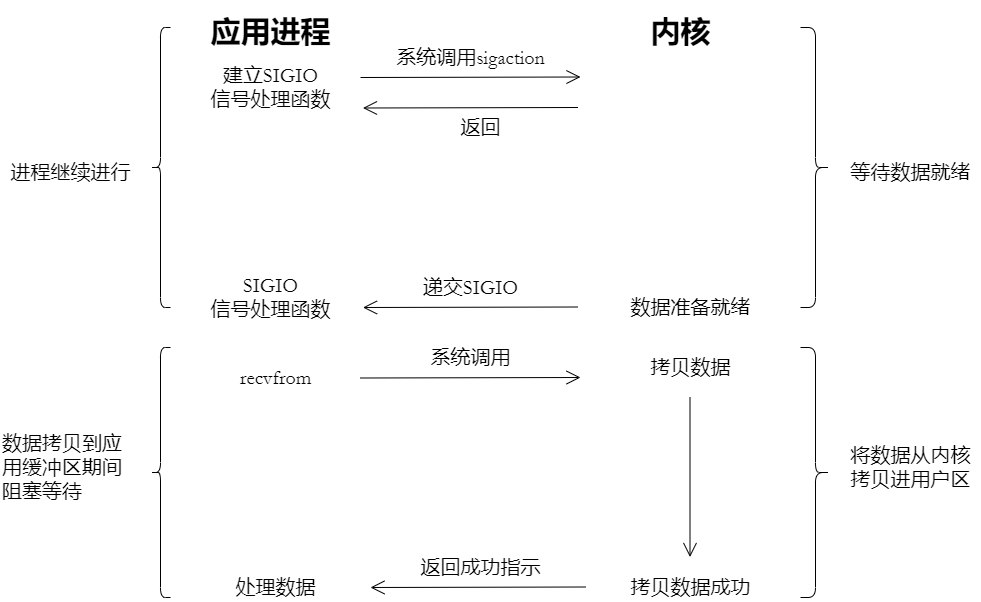 应用进程
内核
系统调用sigaction
建立SIGIO
信号处理函数
返回
进程继续进行
等待数据就绪
SIGIO
信号处理函数
递交SIGIO
数据准备就绪
系统调用
recvfrom
拷贝数据
数据拷贝到应
用缓冲区期间
阻塞等待
将数据从内核
拷贝进用户区
返回成功指示
处理数据
拷贝数据成功